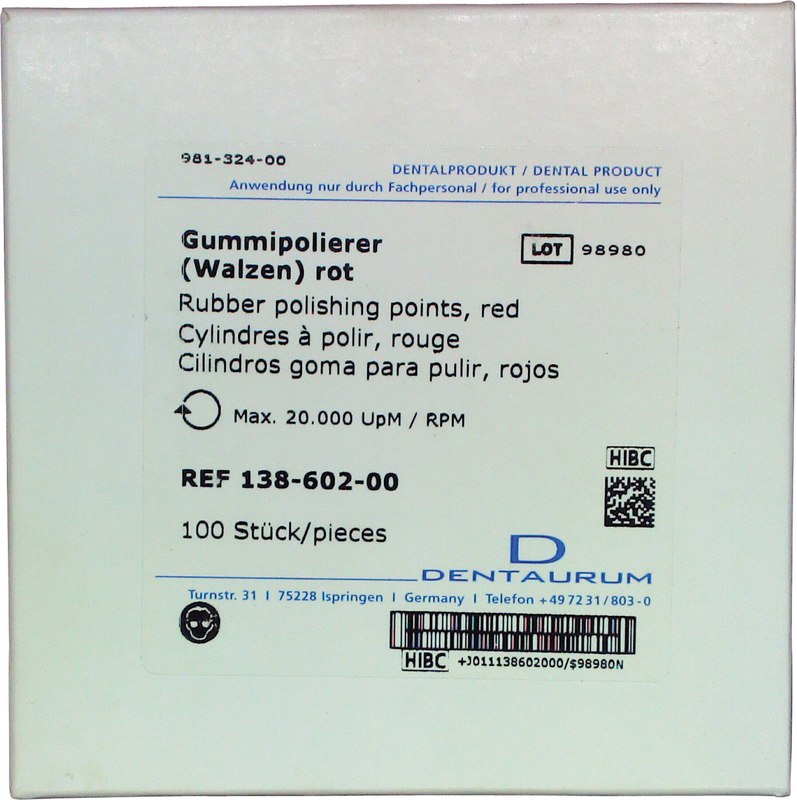 981-324-00
DENTALPRODUKT / DENTAL PRODUCT
Anwendung nur durch Fachpersonal / for professional use only
Gummipolierer
(Walzen) rot
LOT 98980
Rubber polishing points, red
Cylindres à polir, rouge
Cilindros goma para pulir, rojos
Max. 20.000 UpM / RPM
HIBC
REF 138-602-00
100 Stück/pieces
D
DENTAURUM
Turnstr. 31 I 75228 Ispringen I Germany I Telefon +49 72 31 / 803-0
HIBC +J011138602000/$98980N